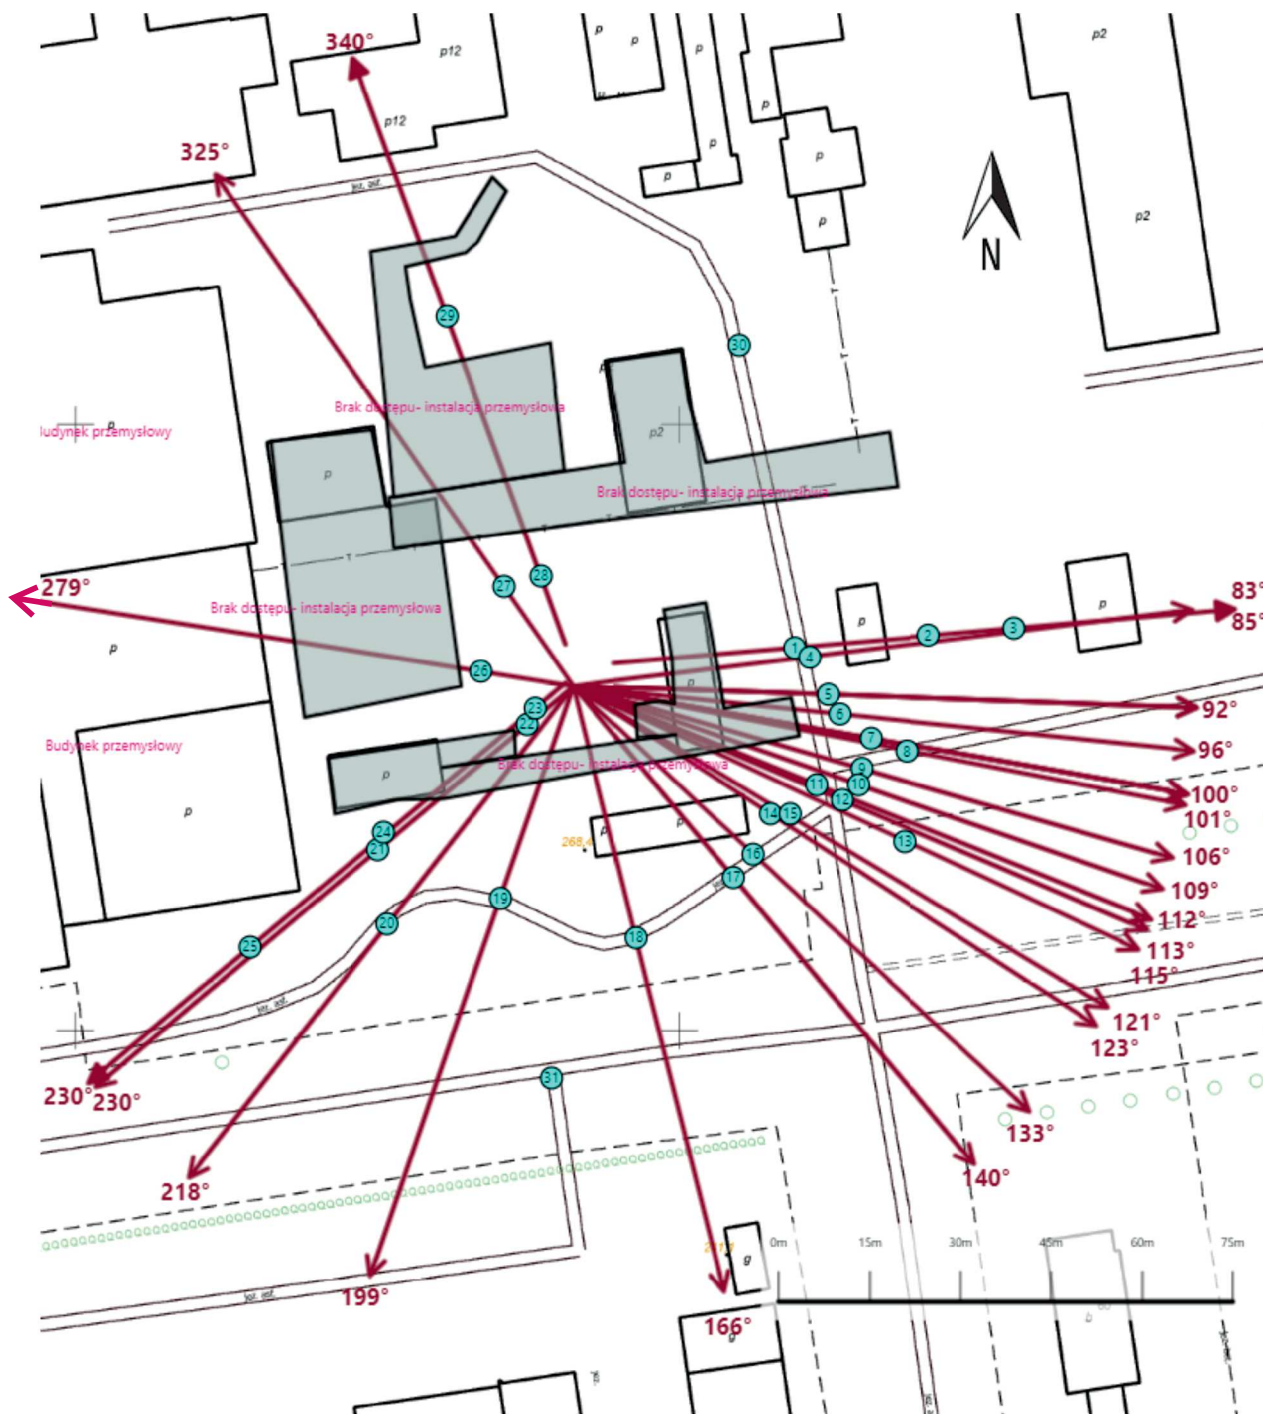 340°
p12
p
p
p
p2
325°
p12
p
p
p
jez. ast.
p
p
p2
N
29
30
T
T
Brak dostępu- instalacja przemysłowa
p
udynek przemysłowy
p2
T
p
Brak dostępu- instalacja przemysłowa
T
T
T
T
T
28
27
279°
83°
85°
Brak dostępu- instalacja przemysłowa
p
p
p
1
2
3
4
26
p
5
6
92°
23
22
7
8
96°
Budynek przemysłowy
p
Brak dostępu- instalacja przemysłowa
9
10
11
12
100°
101°
p
14
15
p
p
24
21
268,4
13
16
106°
17
109°
19
20
18
112°
25
113°
115°
jez. ast.
121°
123°
31
230°
230°
133°
140°
218°
g
0m
15m
30m
45m
60m
75m
199°
jez. ast.
166°
g